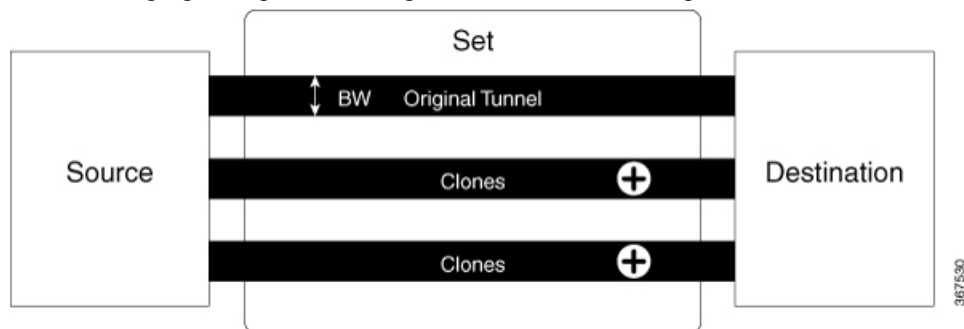 Set
BW Original Tunnel
Source
Clones
Destination
Clones
367530